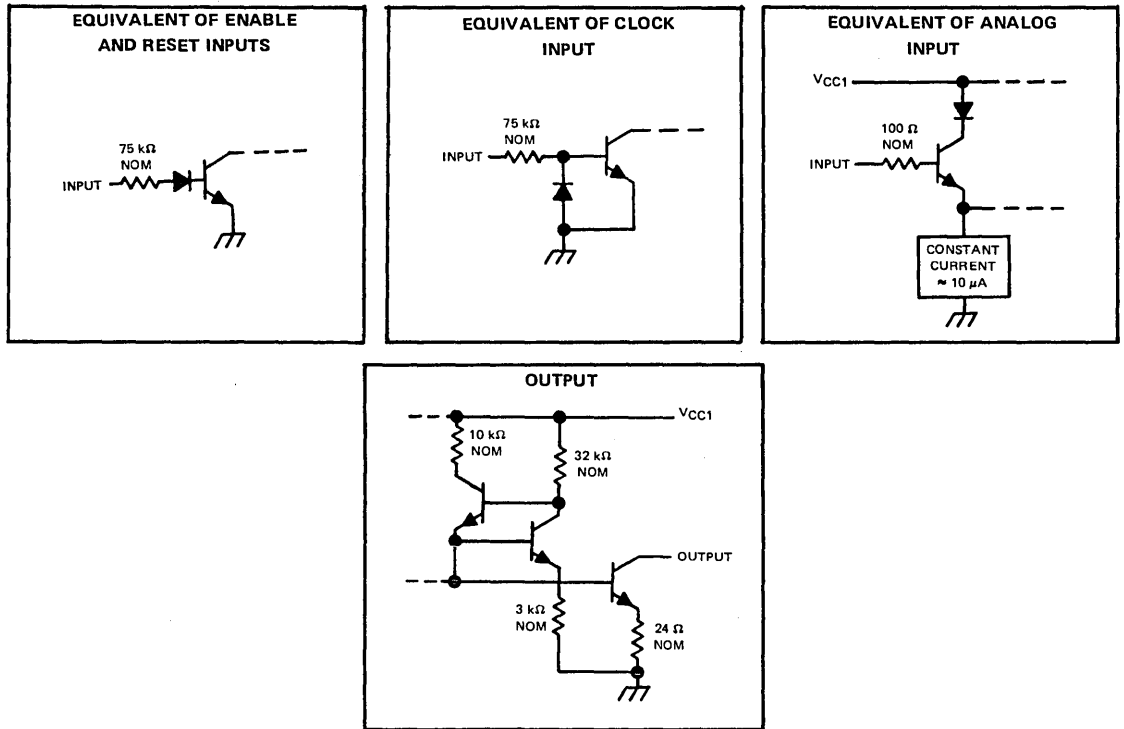 EQUIVALENT OF ENABLE
AND RESET INPUTS
75 kΩ
NOM
INPUT
EQUIVALENT OF CLOCK
INPUT
75 kΩ
NOM
INPUT
EQUIVALENT OF ANALOG
INPUT
VCC1
100 Ω
NOM
INPUT
CONSTANT
CURRENT
≈ 10 μA
OUTPUT
VCC1
10 kΩ
NOM
32 kΩ
NOM
OUTPUT
3 kΩ
NOM
24 Ω
NOM